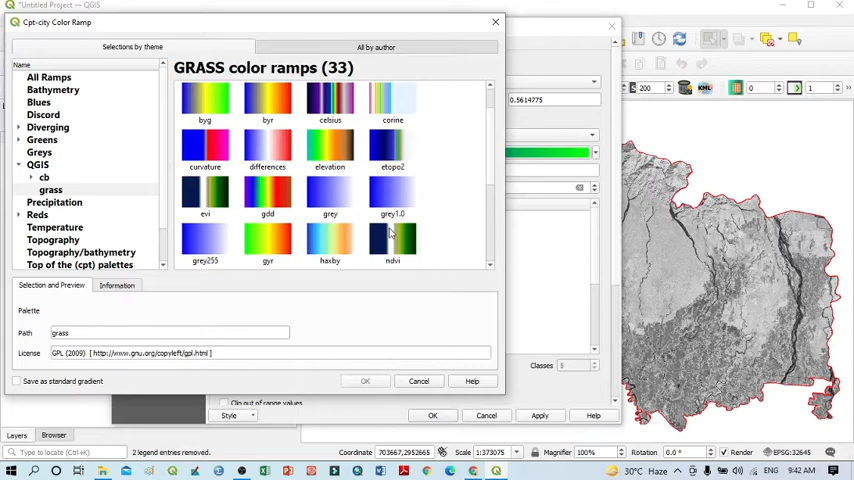 *Untitled Project — QGIS
Cpt-city Color Ramp
Selections by theme
All by author
Name
All Ramps
Bathymetry
Blues
Discord
Diverging
Greens
Greys
QGIS
cb
grass
Precipitation
Reds
Temperature
Topography
Topography/bathymetry
Top of the (cpt) palettes
GRASS color ramps (33)
byg
byr
celsius
corine
curvature
differences
elevation
etopo2
evi
gdd
grey
grey1.0
grey255
gyr
haxby
ndvi
Selection and Preview
Information
Palette
Path
grass
License
GPL (2009) [ http://www.gnu.org/copyleft/gpl.html ]
Save as standard gradient
OK
Cancel
Help
0.5614775
200
KML
0
1
Classes
5
Clip out of range values
Style
OK
Cancel
Apply
Help
Layers
Browser
Type to locate (Ctrl+K)
2 legend entries removed.
Coordinate
703667,2952665
Scale
1:373075
Magnifier
100%
Rotation
0.0 °
Render
EPSG:32645
30°C Haze
ENG
9:42 AM